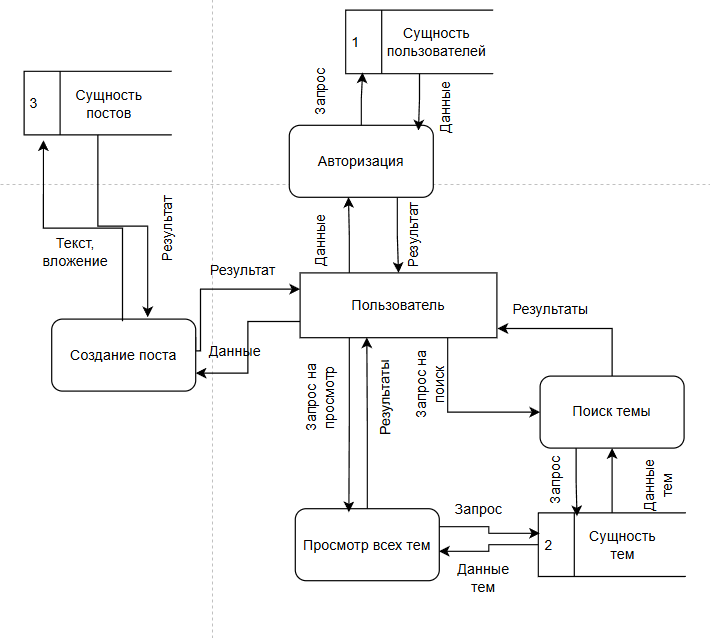 1
Сущность
пользователей
3
Сущность
постов
Запрос
Данные
Авторизация
Текст,
вложение
Результат
Данные
Результат
Результат
Пользователь
Результаты
Создание поста
Данные
Запрос на
просмотр
Результаты
Запрос на
поиск
Поиск темы
Запрос
Данные
тем
Запрос
Просмотр всех тем
2
Сущность
тем
Данные
тем